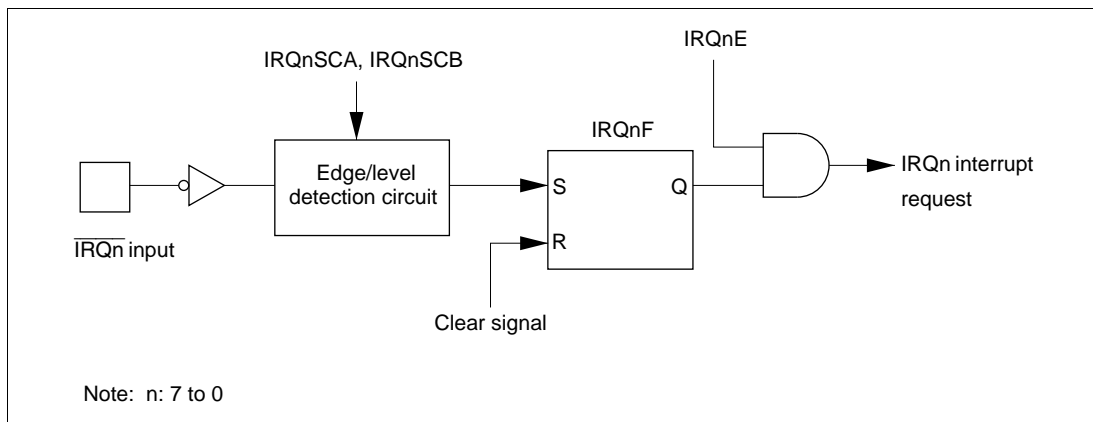 IRQnE
IRQnSCA, IRQnSCB
IRQnF
Edge/level
detection circuit
S
Q
R
IRQn interrupt
request
IRQn input
Clear signal
Note: n: 7 to 0